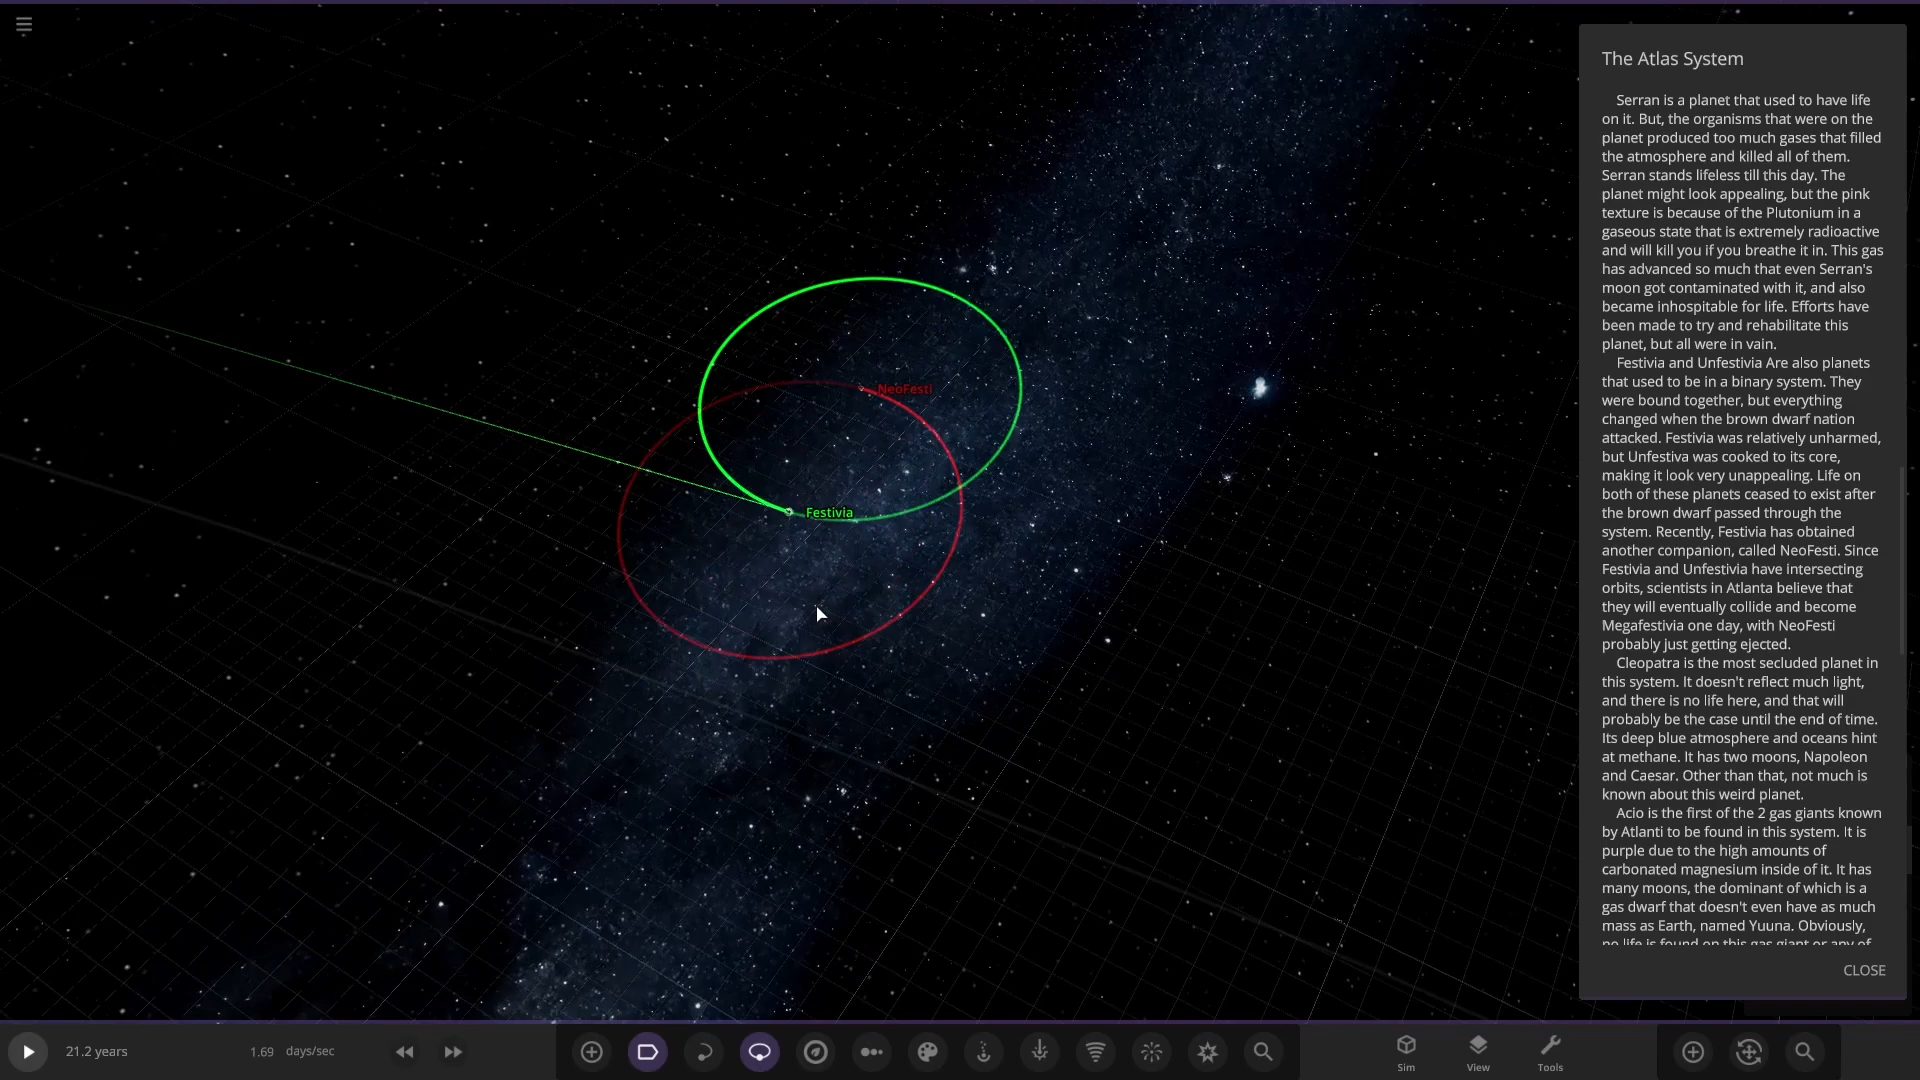 The Atlas System
Serran is a planet that used to have life
on it. But, the organisms that were on the
planet produced too much gases that filled
the atmosphere and killed all of them.
Serran stands lifeless till this day. The
planet might look appealing, but the pink
texture is because of the Plutonium in a
gaseous state that is extremely radioactive
and will kill you if you breathe it in. This gas
has advanced so much that even Serran's
moon got contaminated with it, and also
became inhospitable for life. Efforts have
been made to try and rehabilitate this
planet, but all were in vain.
Festivia and Unfestivia Are also planets
that used to be in a binary system. They
were bound together, but everything
changed when the brown dwarf nation
attacked. Festivia was relatively unharmed,
but Unfestiva was cooked to its core,
making it look very unappealing. Life on
both of these planets ceased to exist after
the brown dwarf passed through the
system. Recently, Festivia has obtained
another companion, called NeoFesti. Since
Festivia and Unfestivia have intersecting
orbits, scientists in Atlanta believe that
they will eventually collide and become
Megafestivia one day, with NeoFesti
probably just getting ejected.
Cleopatra is the most secluded planet in
this system. It doesn't reflect much light,
and there is no life here, and that will
probably be the case until the end of time.
Its deep blue atmosphere and oceans hint
at methane. It has two moons, Napoleon
and Caesar. Other than that, not much is
known about this weird planet.
Acio is the first of the 2 gas giants known
by Atlanti to be found in this system. It is
purple due to the high amounts of
carbonated magnesium inside of it. It has
many moons, the dominant of which is a
gas dwarf that doesn't even have as much
mass as Earth, named Yuuna. Obviously,
no life is found on this gas giant or any of
CLOSE
NeoFesti
Festivia
21.2 years
1.69 days/sec
Sim
View
Tools